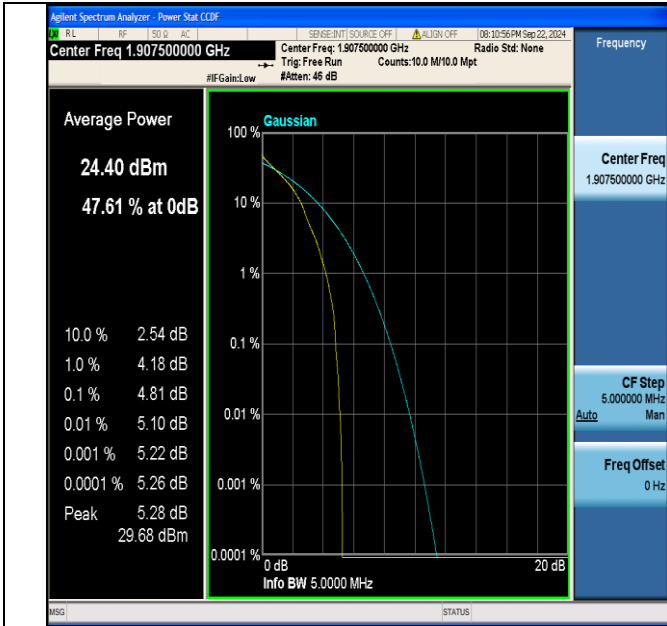 Agilent Spectrum Analyzer - Power Stat CCDF
RL RF 50 Ω AC SENSE:INT SOURCE OFF ALIGN OFF 08:10:56 PM Sep 22, 2024
Center Freq 1.907500000 GHz
Center Freq: 1.907500000 GHz Radio Std: None
Trig: Free Run Counts:10.0 M/10.0 Mpt
#IFGain:Low #Atten: 46 dB
Frequency
Average Power
24.40 dBm
47.61 % at 0dB
10.0 % 2.54 dB
1.0 % 4.18 dB
0.1 % 4.81 dB
0.01 % 5.10 dB
0.001 % 5.22 dB
0.0001 % 5.26 dB
Peak 5.28 dB
29.68 dBm
Gaussian
100 %
10 %
1 %
0.1 %
0.01 %
0.001 %
0.0001 %
0 dB 20 dB
Info BW 5.0000 MHz
Center Freq
1.907500000 GHz
CF Step
5.000000 MHz
Auto Man
Freq Offset
0 Hz
MSG STATUS